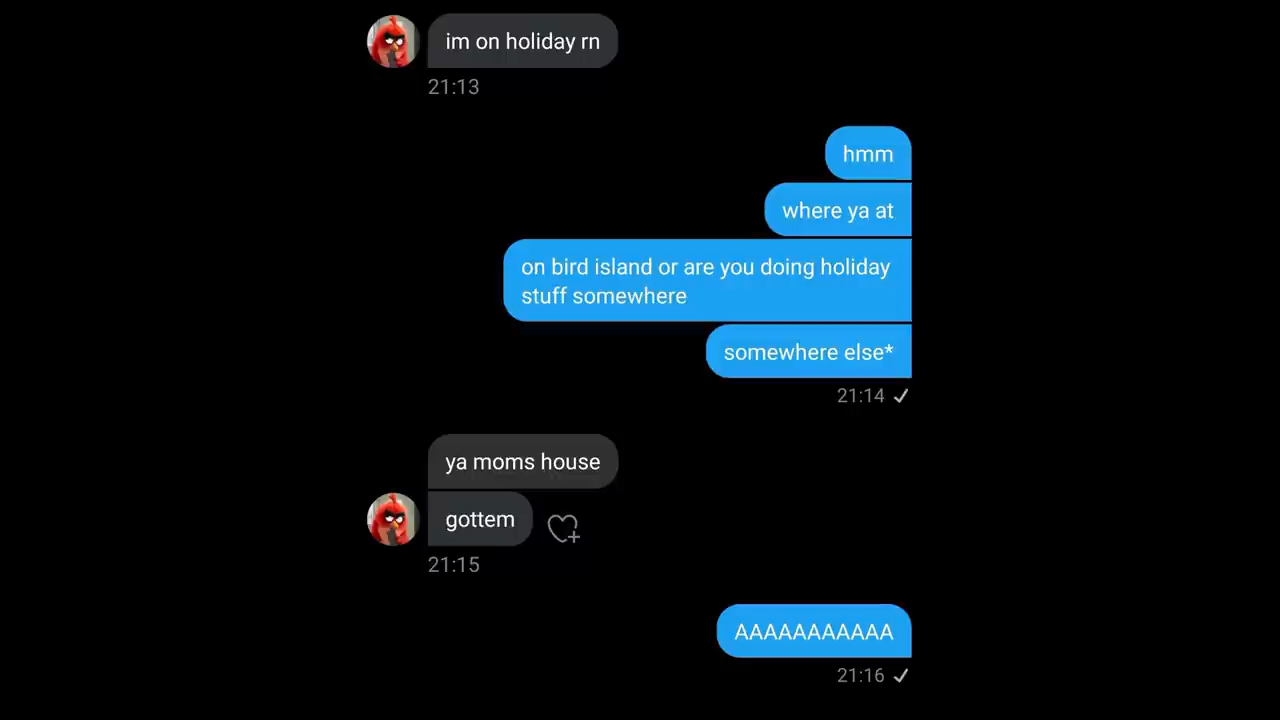 im on holiday rn
21:13
hmm
where ya at
on bird island or are you doing holiday
stuff somewhere
somewhere else*
21:14
ya moms house
gottem
21:15
AAAAAAAAAAA
21:16